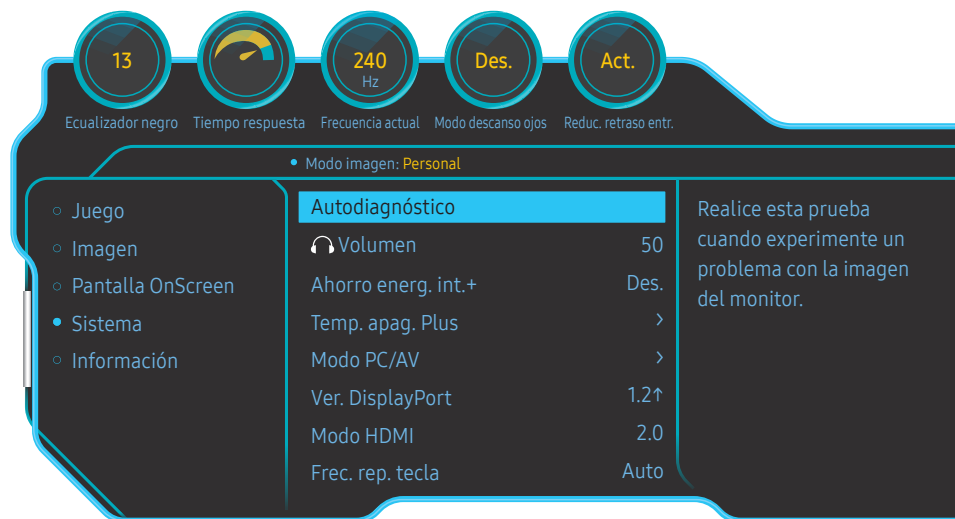 13
240
Hz
Des.
Act.
Ecualizador negro
Tiempo respuesta
Frecuencia actual
Modo descanso ojos
Reduc. retraso entr.
Modo imagen: Personal
Juego
Imagen
Pantalla OnScreen
Sistema
Información
Autodiagnóstico
Volumen 50
Ahorro energ. int.+ Des.
Temp. apag. Plus >
Modo PC/AV >
Ver. DisplayPort 1.2↑
Modo HDMI 2.0
Frec. rep. tecla Auto
Realice esta prueba
cuando experimente un
problema con la imagen
del monitor.